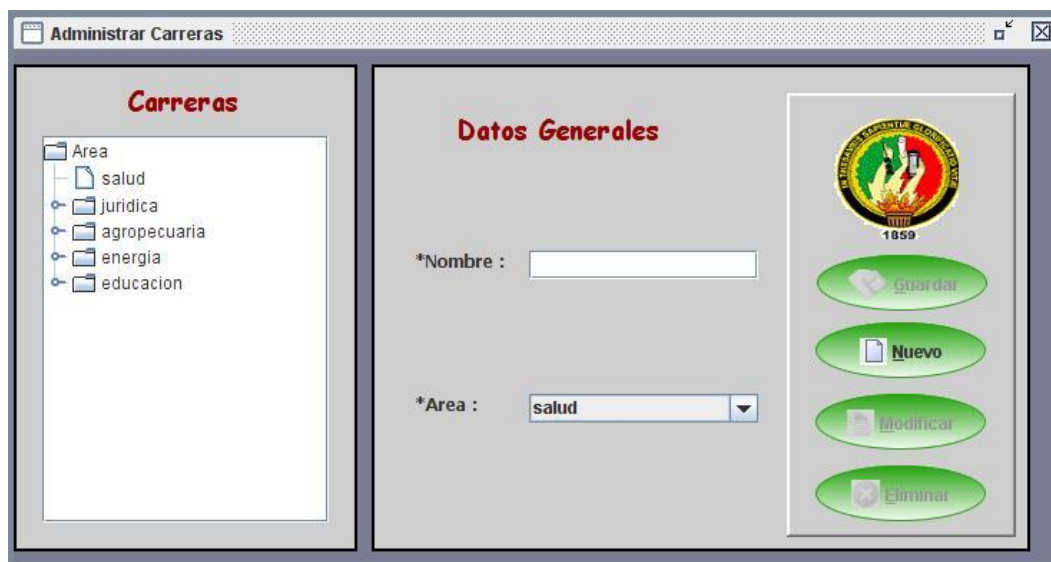 Administrar Carreras
Carreras
Area
salud
juridica
agropecuaria
energia
educacion
Datos Generales
*Nombre :
*Area :
salud
1859
Guardar
Nuevo
Modificar
Eliminar